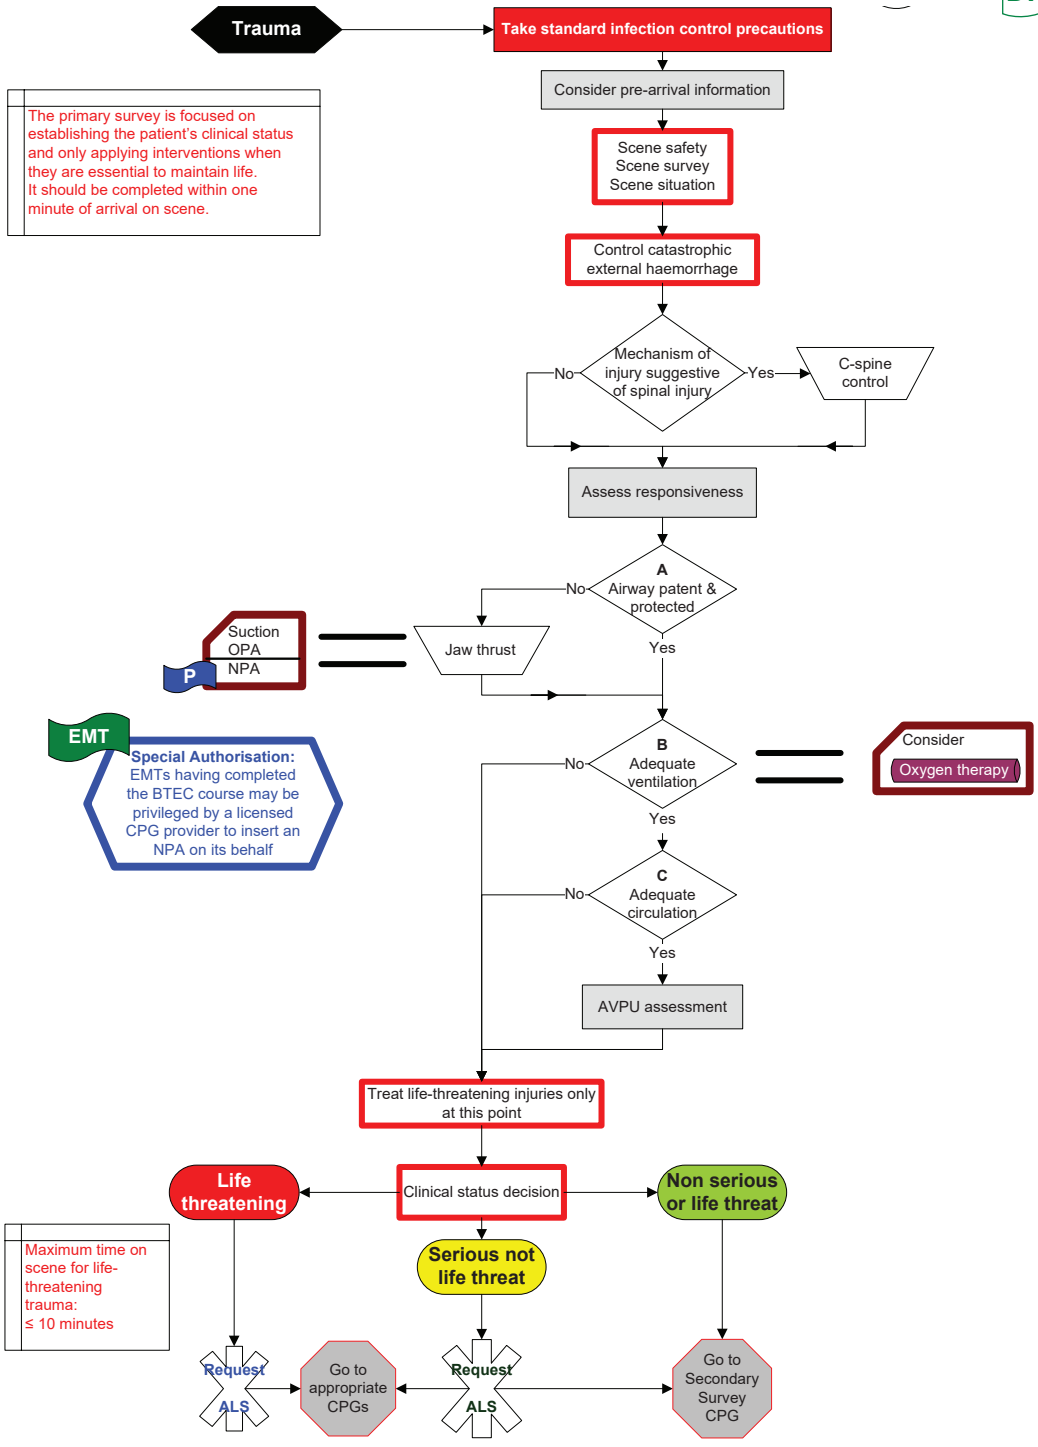 Trauma
Take standard infection control precautions
Consider pre-arrival information
The primary survey is focused on
establishing the patient's clinical status
and only applying interventions when
they are essential to maintain life.
It should be completed within one
minute of arrival on scene.
Scene safety
Scene survey
Scene situation
Control catastrophic
external haemorrhage
Mechanism of
injury suggestive
of spinal injury
No
Yes
C-spine
control
Assess responsiveness
A
Airway patent &
protected
No
Yes
Suction
OPA
NPA
P
Jaw thrust
EMT
Special Authorisation:
EMTs having completed
the BTEC course may be
privileged by a licensed
CPG provider to insert an
NPA on its behalf
B
Adequate
ventilation
No
Yes
Consider
Oxygen therapy
C
Adequate
circulation
No
Yes
AVPU assessment
Treat life-threatening injuries only
at this point
Clinical status decision
Life
threatening
Non serious
or life threat
Serious not
life threat
Maximum time on
scene for life-
threatening
trauma:
≤ 10 minutes
Request
ALS
Go to
appropriate
CPGs
Request
ALS
Go to
Secondary
Survey
CPG